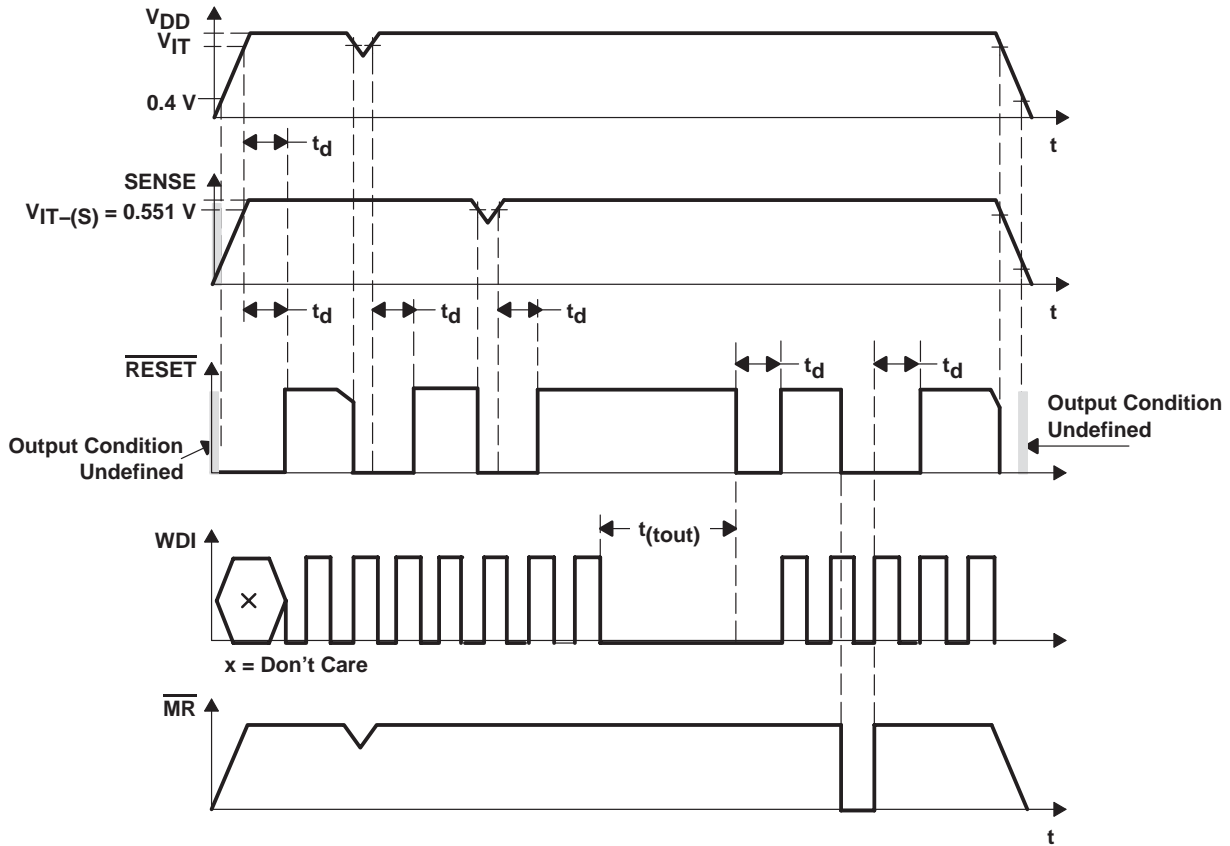 VDD
VIT
0.4 V
t
td
SENSE
VIT–(S) = 0.551 V
t
td
td
td
RESET
td
td
Output Condition
Undefined
Output Condition
Undefined
t(tout)
WDI
x = Don't Care
MR
t